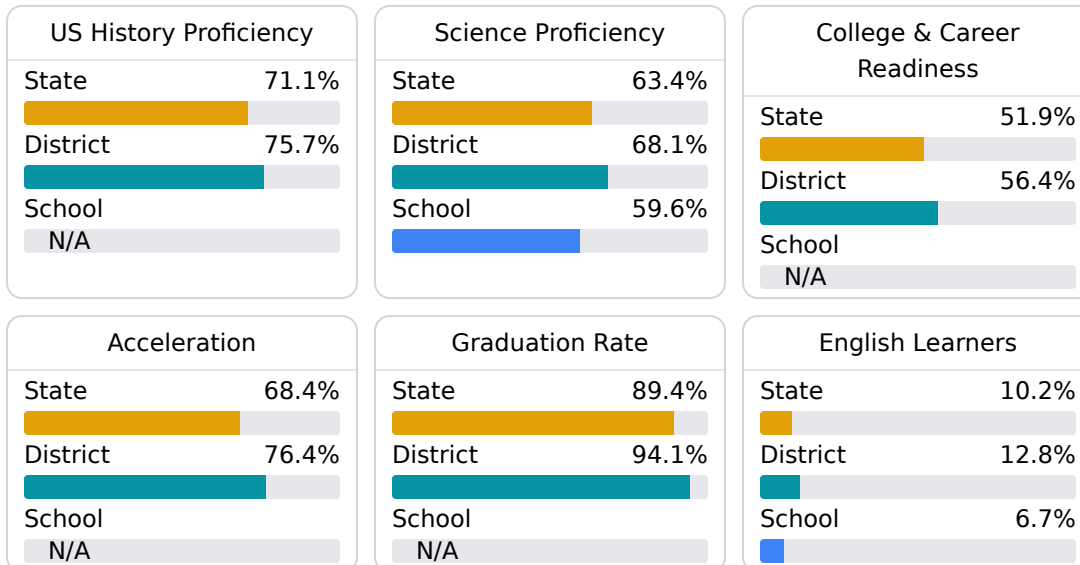 US History Proficiency
State 71.1%
District 75.7%
School
N/A
Science Proficiency
State 63.4%
District 68.1%
School 59.6%
College & Career
Readiness
State 51.9%
District 56.4%
School
N/A
Acceleration
State 68.4%
District 76.4%
School
N/A
Graduation Rate
State 89.4%
District 94.1%
School
N/A
English Learners
State 10.2%
District 12.8%
School 6.7%